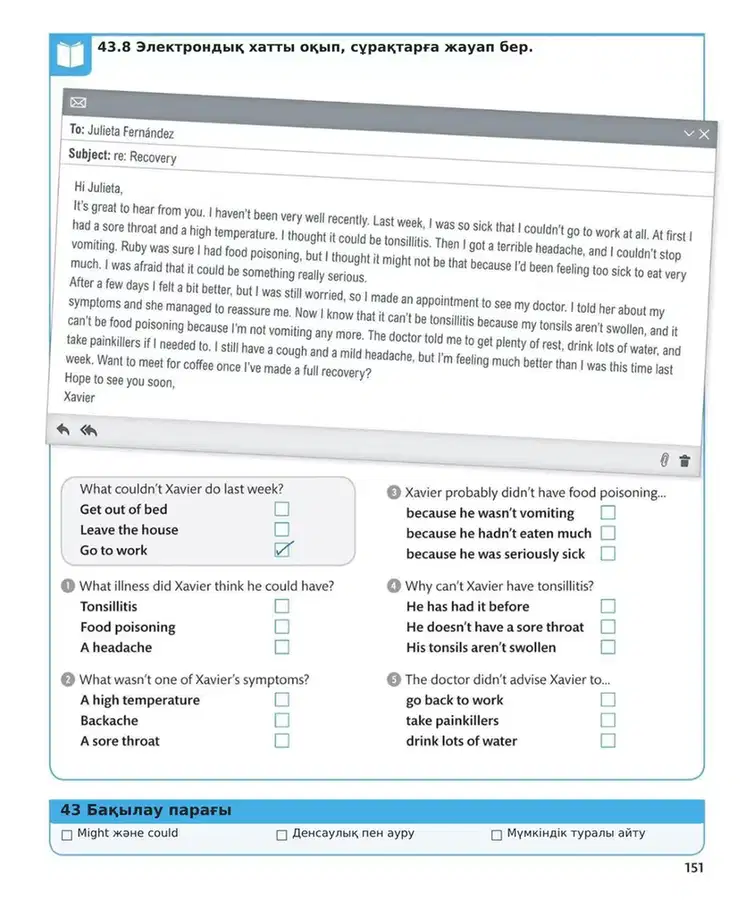 43.8 Электрондық хатты оқып, сұрақтарға жауап бер.
To: Julieta Fernández
Subject: re: Recovery
Hi Julieta,
It's great to hear from you. I haven't been very well recently. Last week, I was so sick that I couldn't go to work at all. At first I
had a sore throat and a high temperature. I thought it could be tonsillitis. Then I got a terrible headache, and I couldn't stop
vomiting. Ruby was sure I had food poisoning, but I thought it might not be that because I'd been feeling too sick to eat very
much. I was afraid that it could be something really serious.
After a few days I felt a bit better, but I was still worried, so I made an appointment to see my doctor. I told her about my
symptoms and she managed to reassure me. Now I know that it can't be tonsillitis because my tonsils aren't swollen, and it
can't be food poisoning because I'm not vomiting any more. The doctor told me to get plenty of rest, drink lots of water, and
take painkillers if I needed to. I still have a cough and a mild headache, but I'm feeling much better than I was this time last
week. Want to meet for coffee once I've made a full recovery?
Hope to see you soon,
Xavier
What couldn't Xavier do last week?
Get out of bed
Leave the house
Go to work
1 What illness did Xavier think he could have?
Tonsillitis
Food poisoning
A headache
2 What wasn't one of Xavier's symptoms?
A high temperature
Backache
A sore throat
3 Xavier probably didn't have food poisoning...
because he wasn't vomiting
because he hadn't eaten much
because he was seriously sick
4 Why can't Xavier have tonsillitis?
He has had it before
He doesn't have a sore throat
His tonsils aren't swollen
5 The doctor didn't advise Xavier to...
go back to work
take painkillers
drink lots of water
43 Бақылау парағы
Might және could
Денсаулық пен ауру
Мүмкіндік туралы айту
151